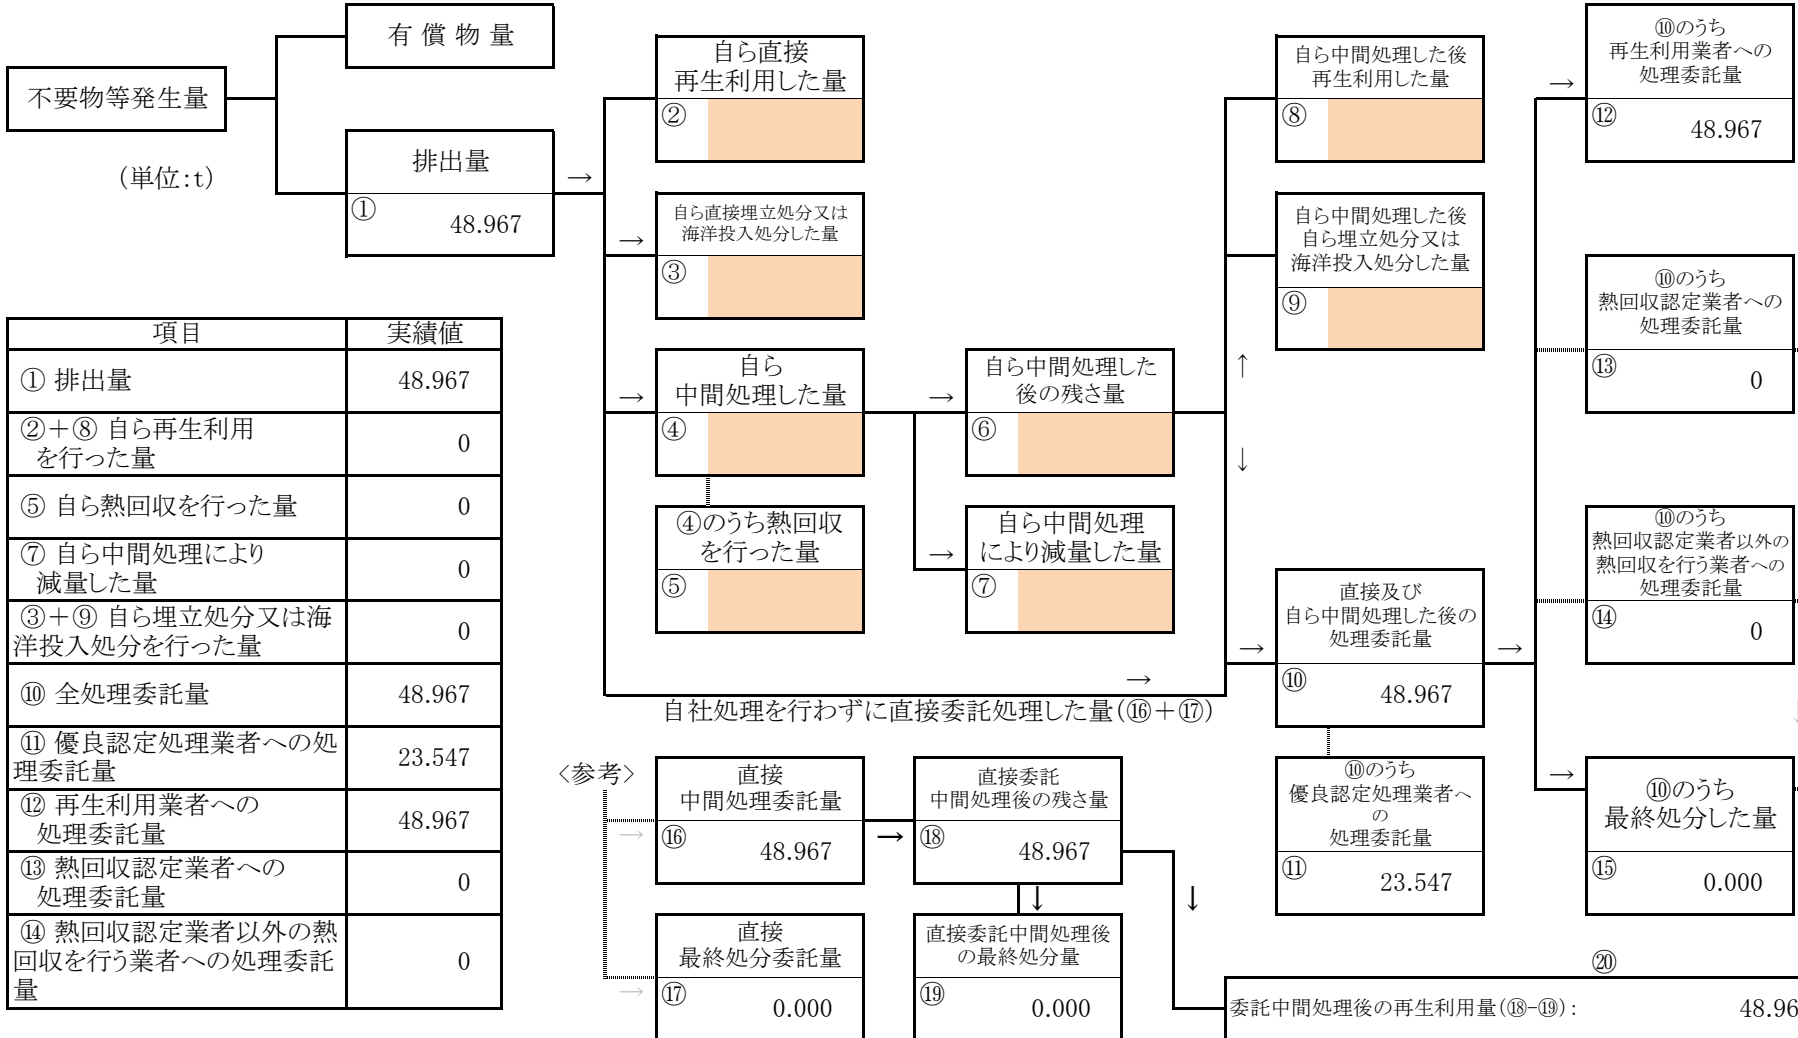 有 償 物 量
不要物等発生量
(単位:t)
排出量
①
48.967
→
自ら直接
再生利用した量
②
自ら直接埋立処分又は
海洋投入処分した量
→
③
自ら
中間処理した量
→
④
④のうち熱回収
を行った量
⑤
自ら中間処理した
後の残さ量
→
⑥
自ら中間処理
により減量した量
→
⑦
自ら中間処理した後
再生利用した量
⑧
自ら中間処理した後
自ら埋立処分又は
海洋投入処分した量
⑨
↑
↓
直接及び
自ら中間処理した後の
処理委託量
→
⑩
48.967
→
自社処理を行わずに直接委託処理した量(⑯+⑰)
⑩のうち
優良認定処理業者へ
の
処理委託量
⑪
23.547
→
→
⑩のうち
再生利用業者への
処理委託量
⑫
48.967
⑩のうち
熱回収認定業者への
処理委託量
⑬
0
⑩のうち
熱回収認定業者以外の
熱回収を行う業者への
処理委託量
⑭
0
→
⑩のうち
最終処分した量
⑮
0.000
項目 実績値
① 排出量 48.967
②+⑧ 自ら再生利用
を行った量 0
⑤ 自ら熱回収を行った量 0
⑦ 自ら中間処理により
減量した量 0
③+⑨ 自ら埋立処分又は海
洋投入処分を行った量 0
⑩ 全処理委託量 48.967
⑪ 優良認定処理業者への処
理委託量 23.547
⑫ 再生利用業者への
処理委託量 48.967
⑬ 熱回収認定業者への
処理委託量 0
⑭ 熱回収認定業者以外の熱
回収を行う業者への処理委託
量 0
〈参考〉
直接
中間処理委託量
→
⑯
48.967
→
直接委託
中間処理後の残さ量
⑱
48.967
↓
↓
直接
最終処分委託量
→
⑰
0.000
直接委託中間処理後
の最終処分量
⑲
0.000
⑳
委託中間処理後の再生利用量(⑱-⑲): 48.96